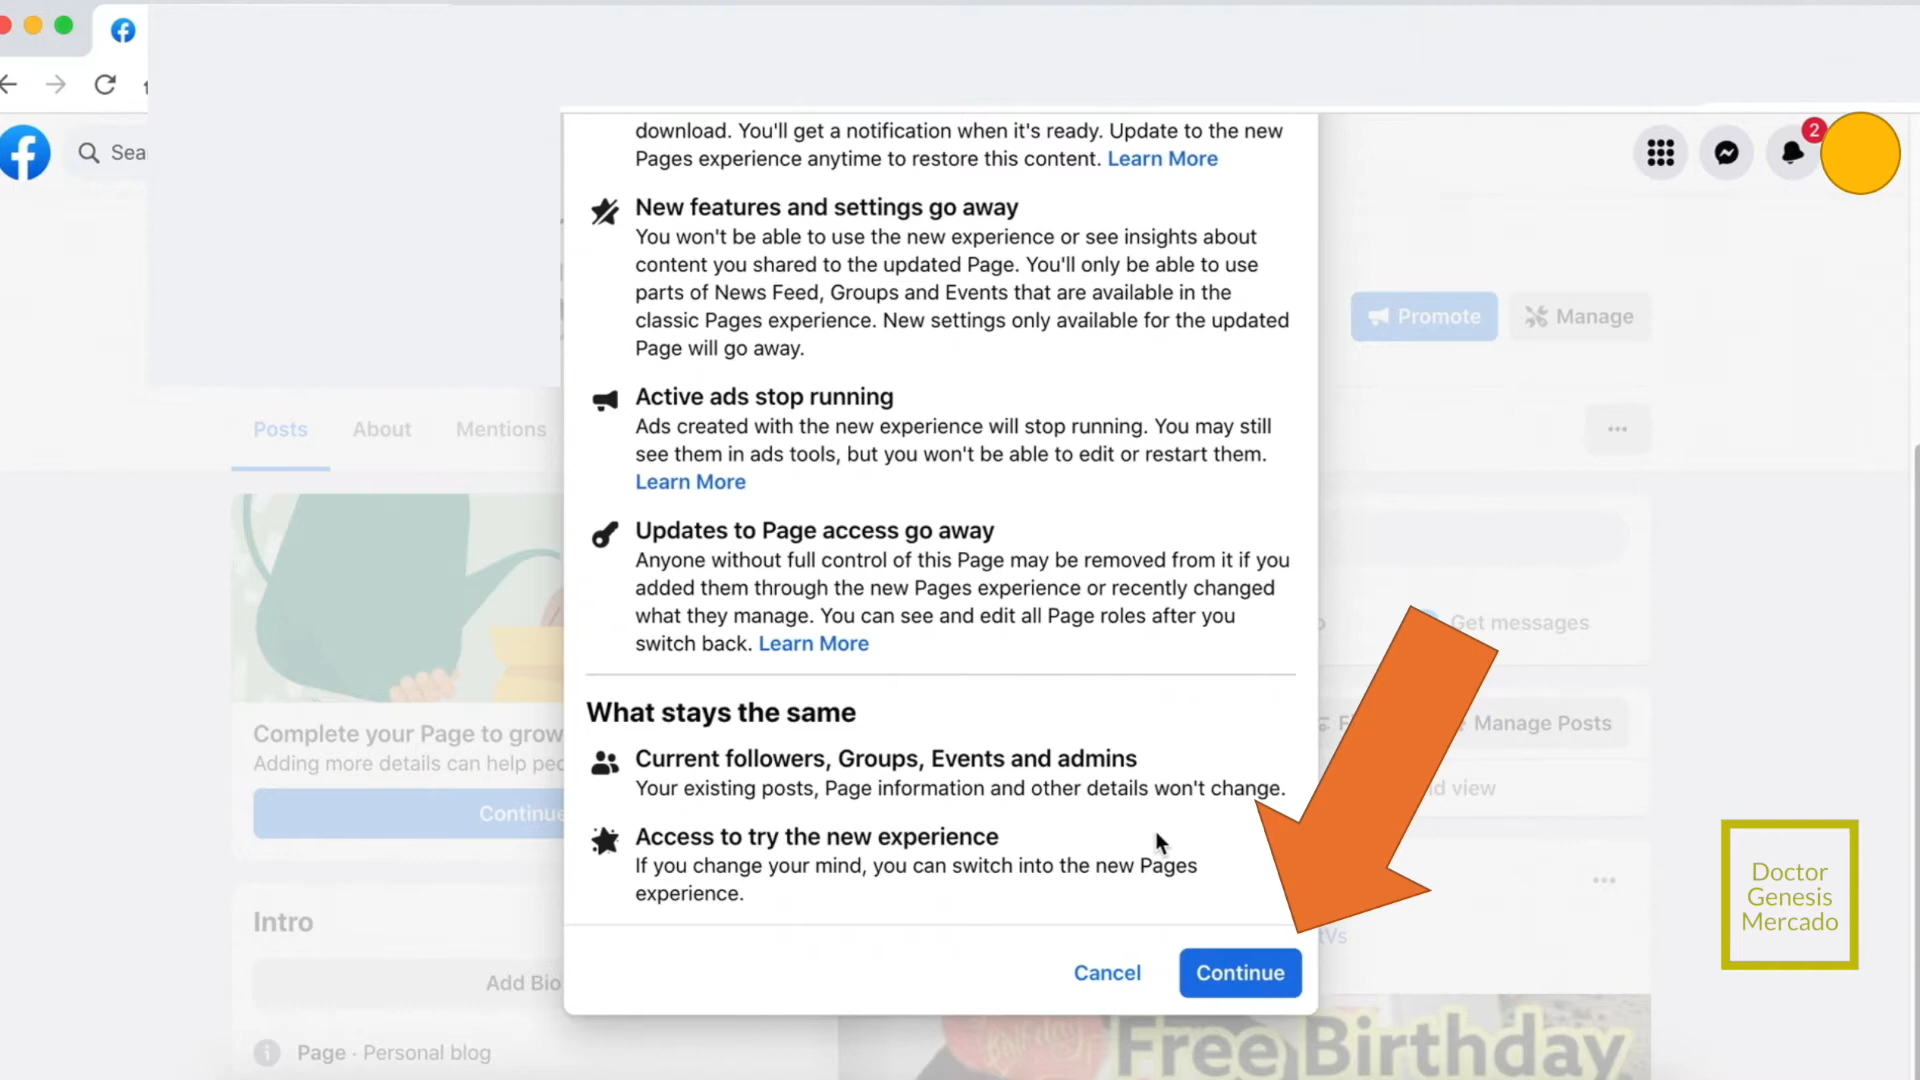 Sea
2
download. You'll get a notification when it's ready. Update to the new
Pages experience anytime to restore this content. Learn More
New features and settings go away
You won't be able to use the new experience or see insights about
content you shared to the updated Page. You'll only be able to use
parts of News Feed, Groups and Events that are available in the
classic Pages experience. New settings only available for the updated
Page will go away.
Promote
Manage
Active ads stop running
Ads created with the new experience will stop running. You may still
see them in ads tools, but you won't be able to edit or restart them.
Learn More
Posts
About
Mentions
Updates to Page access go away
Anyone without full control of this Page may be removed from it if you
added them through the new Pages experience or recently changed
what they manage. You can see and edit all Page roles after you
switch back. Learn More
Get messages
What stays the same
Current followers, Groups, Events and admins
Your existing posts, Page information and other details won't change.
Access to try the new experience
If you change your mind, you can switch into the new Pages
experience.
Cancel
Continue
Manage Posts
view
Complete your Page to grow
Adding more details can help
Continue
Intro
Add Bio
Page · Personal blog
Free Birthday
Doctor
Genesis
Mercado